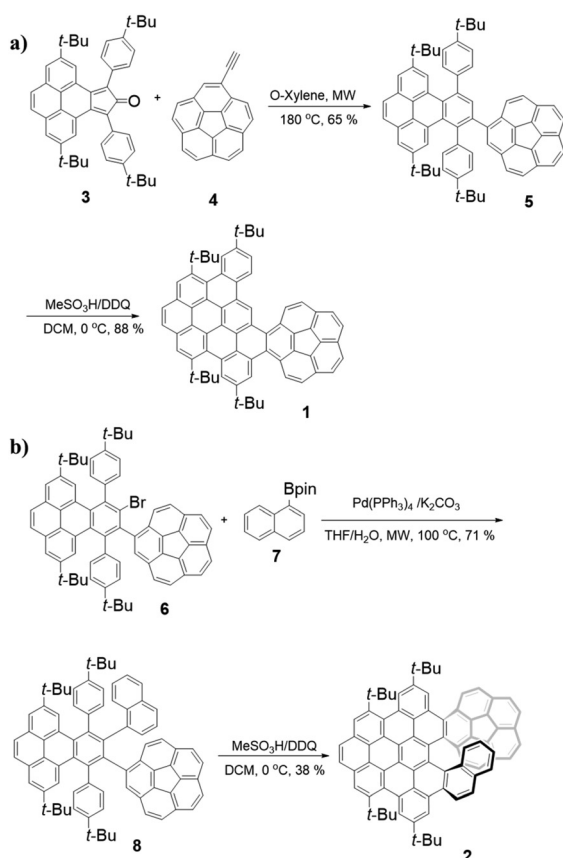 a)
t-Bu t-Bu
O
+
O-Xylene, MW
180 °C, 65 %
t-Bu t-Bu
t-Bu
t-Bu
t-Bu
t-Bu
3
4
5
MeSO₃H/DDQ
DCM, 0 °C, 88 %
t-Bu
t-Bu
t-Bu
t-Bu
1
b)
t-Bu
t-Bu
Br
t-Bu
t-Bu
6
+
Bpin
7
Pd(PPh₃)₄ /K₂CO₃
THF/H₂O, MW, 100 °C, 71 %
t-Bu
t-Bu
t-Bu
t-Bu
8
MeSO₃H/DDQ
DCM, 0 °C, 38 %
t-Bu
t-Bu
t-Bu
t-Bu
2